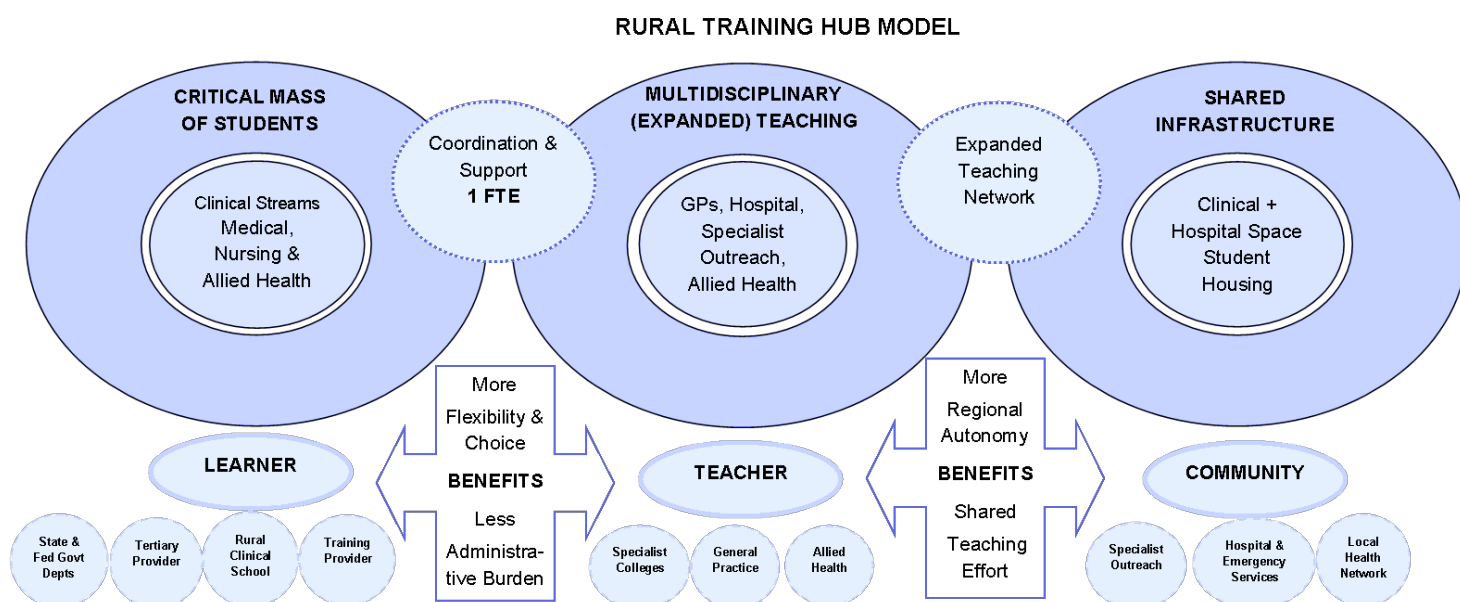 RURAL TRAINING HUB MODEL
CRITICAL MASS
OF STUDENTS
Clinical Streams
Medical,
Nursing &
Allied Health
Coordination &
Support
1 FTE
MULTIDISCIPLINARY
(EXPANDED) TEACHING
GPs, Hospital,
Specialist
Outreach,
Allied Health
Expanded
Teaching
Network
SHARED
INFRASTRUCTURE
Clinical +
Hospital Space
Student
Housing
LEARNER
More
Flexibility &
Choice
BENEFITS
Less
Administra-
tive Burden
TEACHER
More
Regional
Autonomy
BENEFITS
Shared
Teaching
Effort
COMMUNITY
State &
Fed Govt
Depts
Tertiary
Provider
Rural
Clinical
School
Training
Provider
Specialist
Colleges
General
Practice
Allied
Health
Specialist
Outreach
Hospital &
Emergency
Services
Local
Health
Network